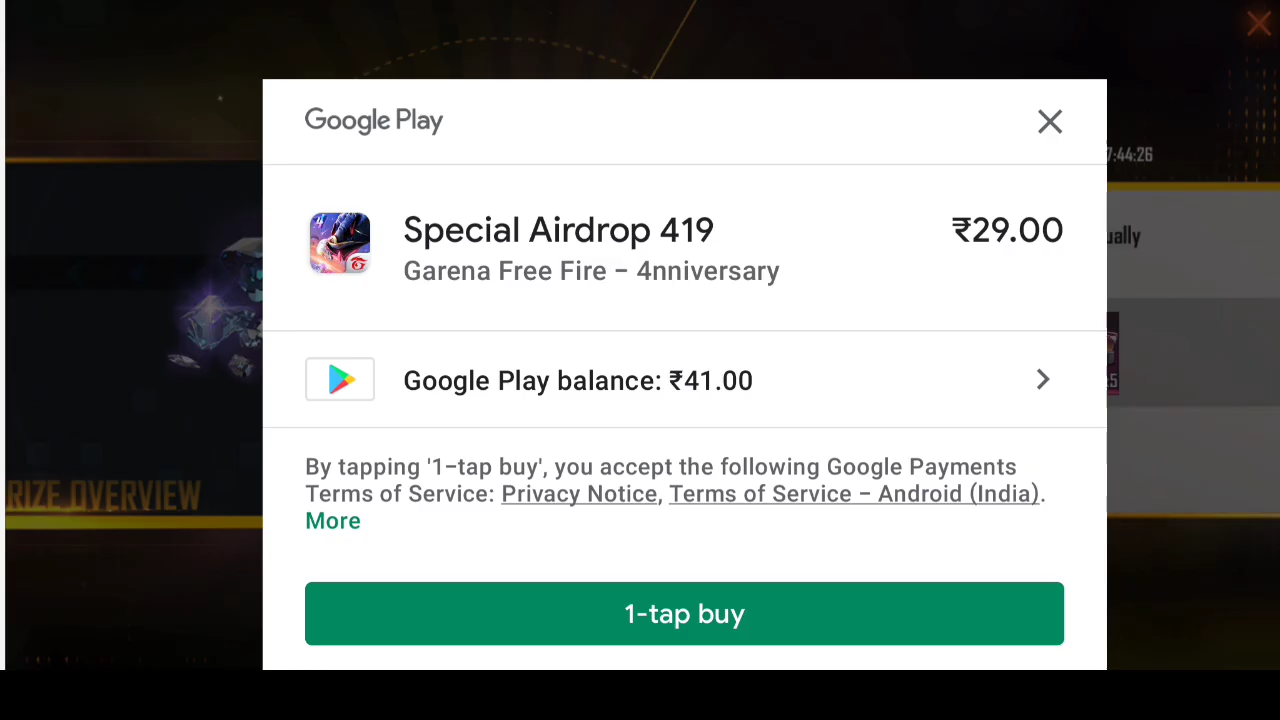 Google Play
7:44:26
Special Airdrop 419
₹29.00
Garena Free Fire – 4nniversary
Google Play balance: ₹41.00
By tapping '1-tap buy', you accept the following Google Payments
Terms of Service: Privacy Notice, Terms of Service – Android (India).
More
RIZE OVERVIEW
1-tap buy